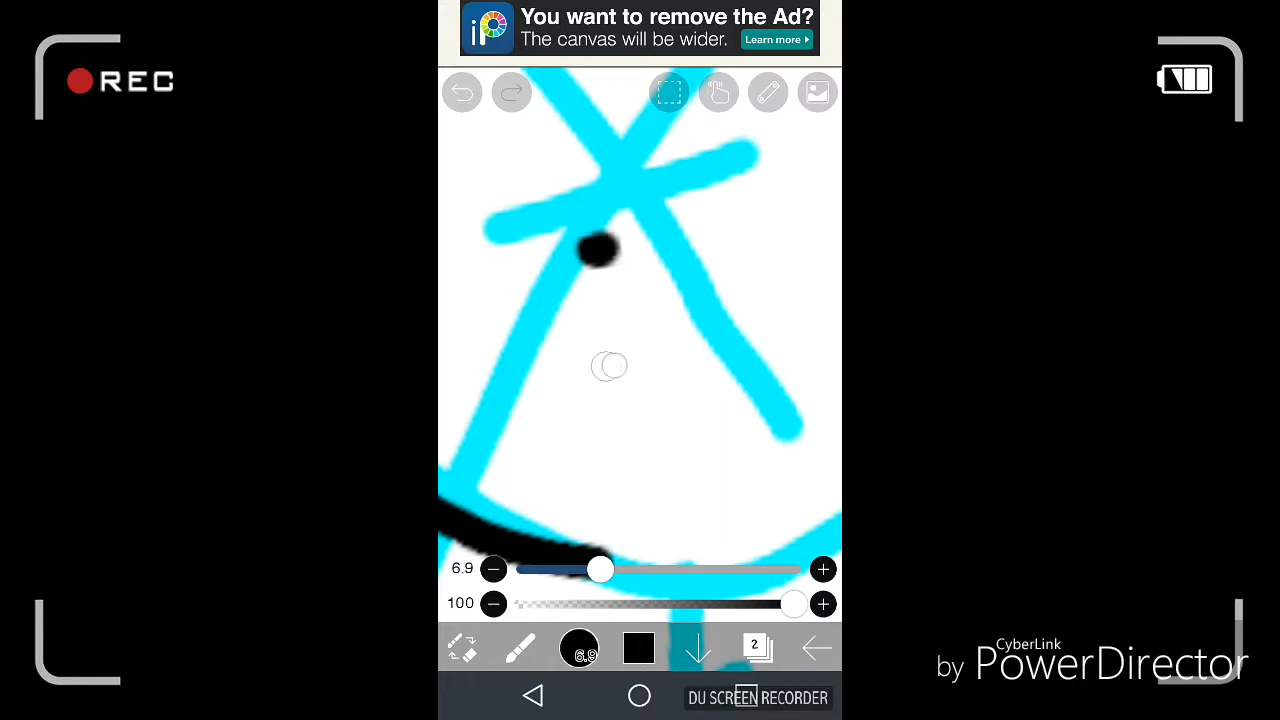 You want to remove the Ad?
The canvas will be wider.
Learn more
iP
REC
6.9
100
6.9
2
DU SCREEN RECORDER
CyberLink
by PowerDirector